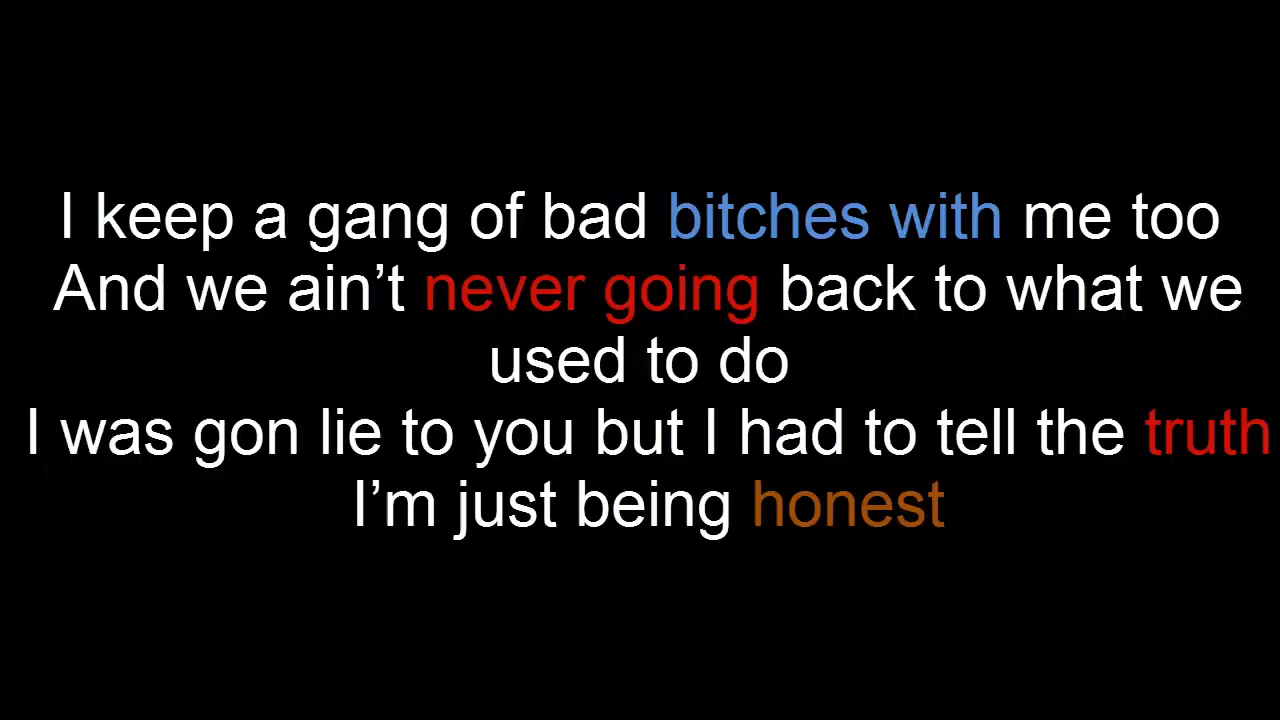 I keep a gang of bad bitches with me too
And we ain’t never going back to what we
used to do
I was gon lie to you but I had to tell the truth
I’m just being honest